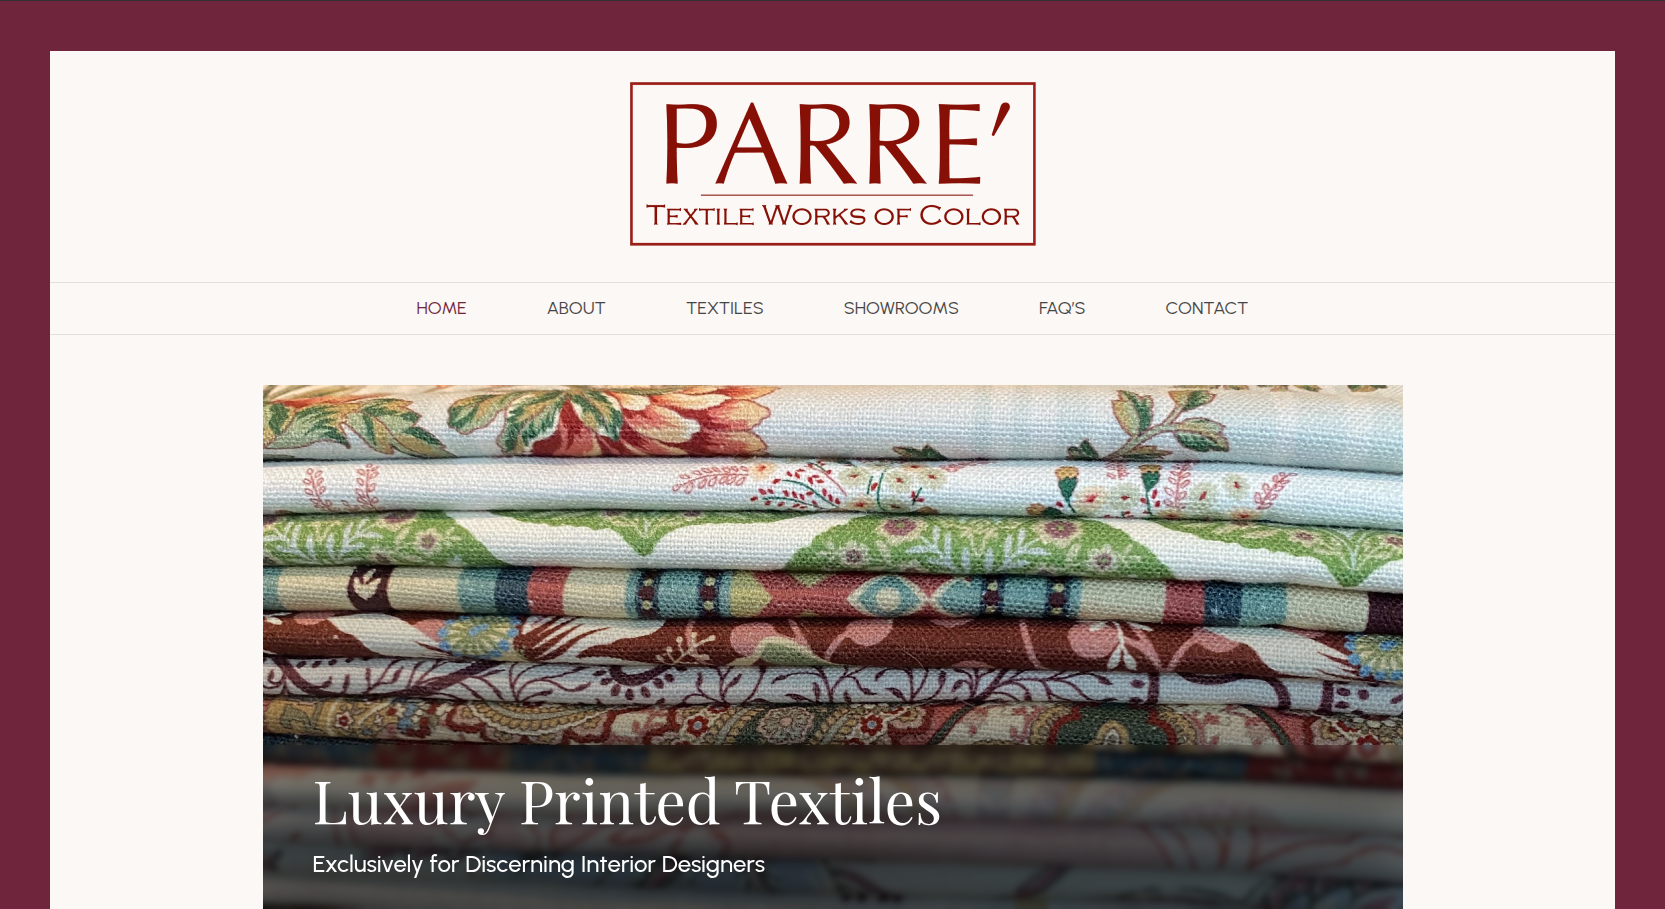 PARRE'
TEXTILE WORKS OF COLOR
HOME ABOUT TEXTILES SHOWROOMS FAQ'S CONTACT
Luxury Printed Textiles
Exclusively for Discerning Interior Designers